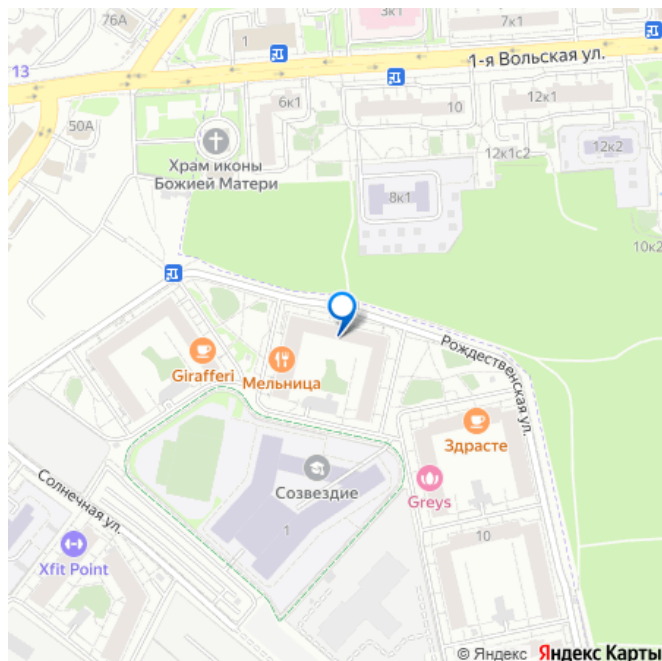 76А
3к1
7к1
1
1-я Вольская ул.
13
6к1
10
12к1
50А
Храм иконы
Божией Матери
12к1с2
12к2
8к1
10к2
Рождественская ул.
Girafferi
Мельница
Здрасте
Созвездие
Greys
Солнечная ул.
1
10
Xfit Point
© Яндекс Яндекс Карты